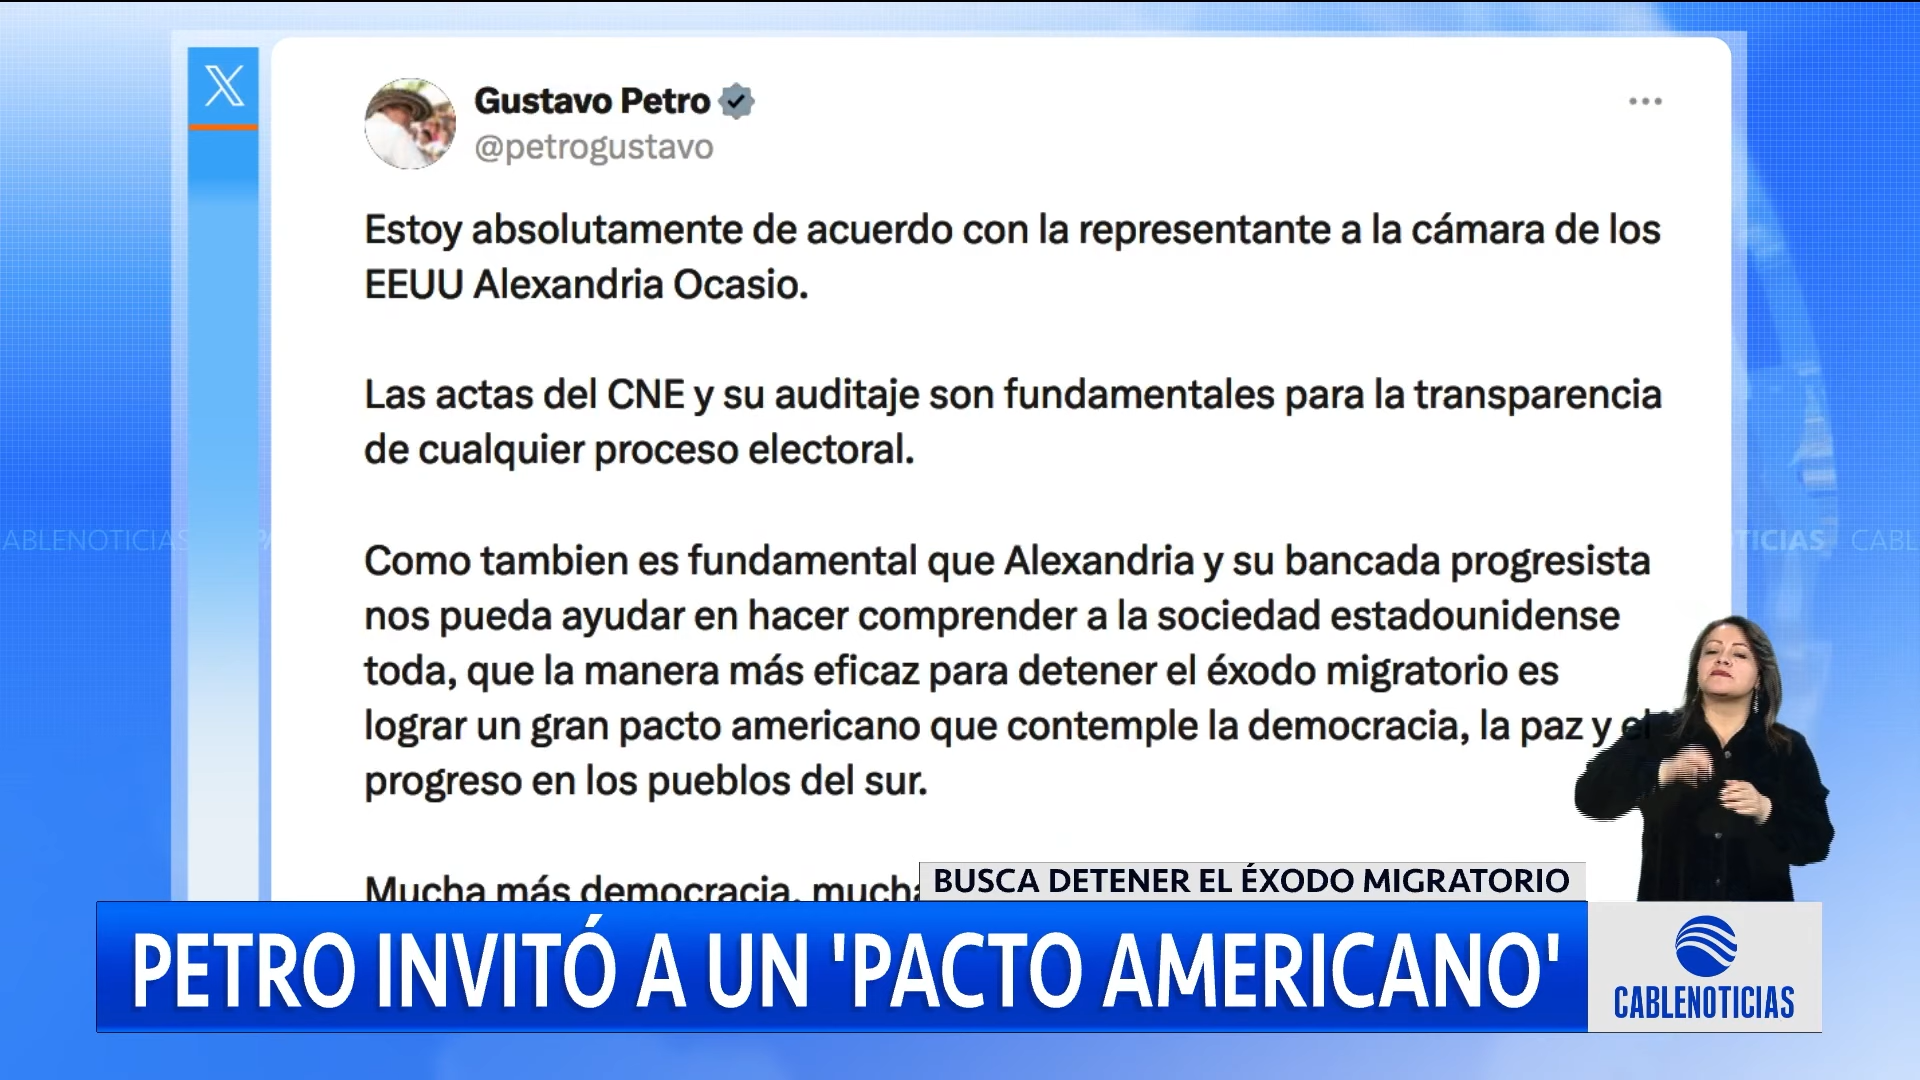 X
Gustavo Petro
@petrogustavo
Estoy absolutamente de acuerdo con la representante a la cámara de los
EEUU Alexandria Ocasio.
Las actas del CNE y su auditaje son fundamentales para la transparencia
de cualquier proceso electoral.
ABLENOTICIAS
TICIAS CABL
Como tambien es fundamental que Alexandria y su bancada progresista
nos pueda ayudar en hacer comprender a la sociedad estadounidense
toda, que la manera más eficaz para detener el éxodo migratorio es
lograr un gran pacto americano que contemple la democracia, la paz y el
progreso en los pueblos del sur.
Mucha más democracia, mucha
BUSCA DETENER EL ÉXODO MIGRATORIO
PETRO INVITÓ A UN 'PACTO AMERICANO'
CABLENOTICIAS